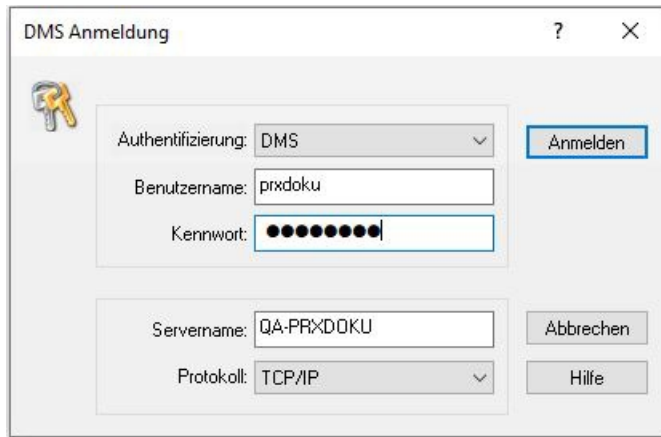 DMS Anmeldung
?
Authentifizierung: DMS
Anmelden
Benutzername: prxdoku
Kennwort: ●●●●●●●●
Servername: QA-PRXDOKU
Abbrechen
Protokoll: TCP/IP
Hilfe